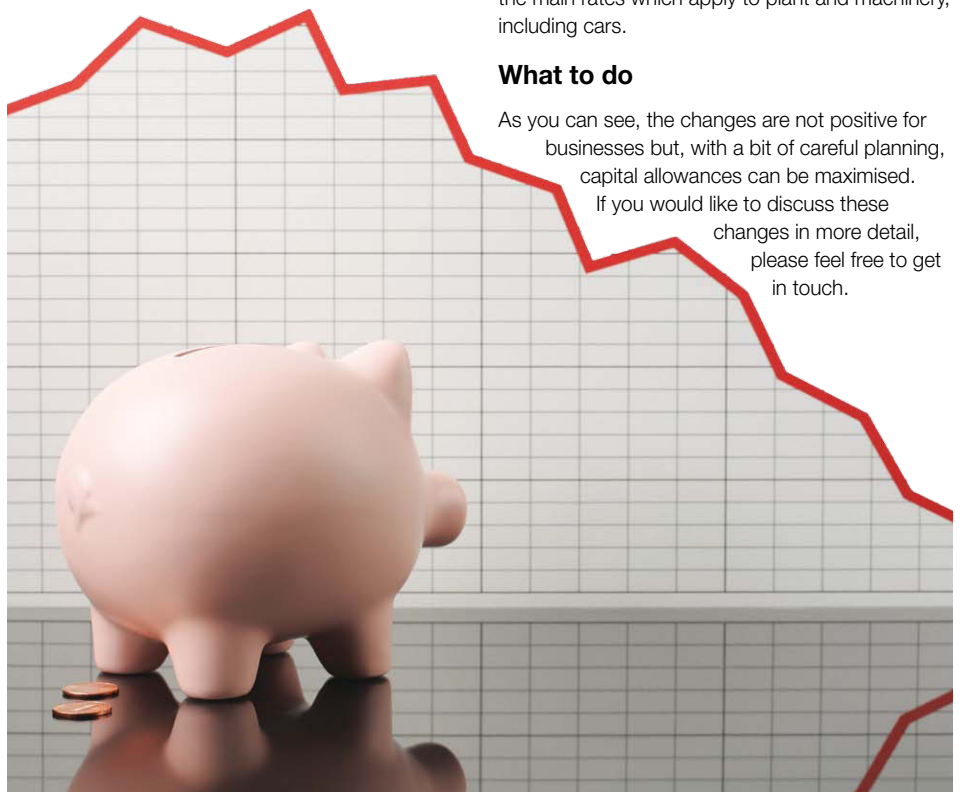 the main rates which apply to plant and machinery,
including cars.
What to do
As you can see, the changes are not positive for
businesses but, with a bit of careful planning,
capital allowances can be maximised.
If you would like to discuss these
changes in more detail,
please feel free to get
in touch.